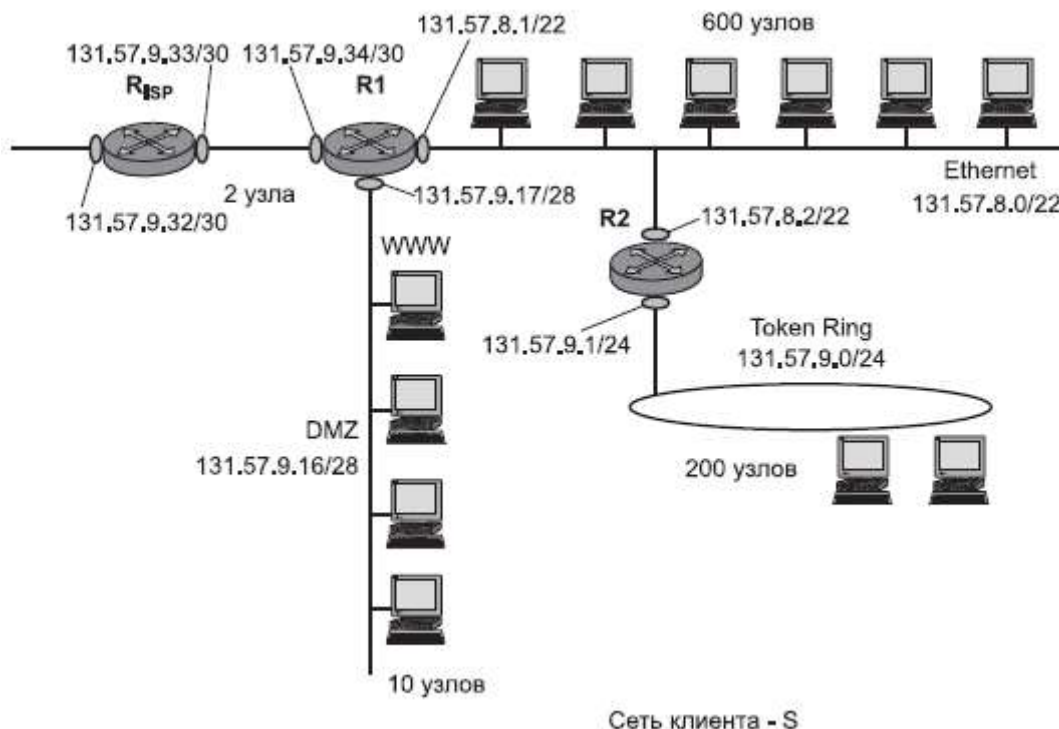 131.57.8.1/22
600 узлов
131.57.9.33/30
131.57.9.34/30
R ISP
R1
Ethernet
131.57.8.0/22
2 узла
131.57.9.32/30
131.57.9.17/28
R2
131.57.8.2/22
WWW
131.57.9.1/24
Token Ring
131.57.9.0/24
DMZ
131.57.9.16/28
200 узлов
10 узлов
Сеть клиента - S